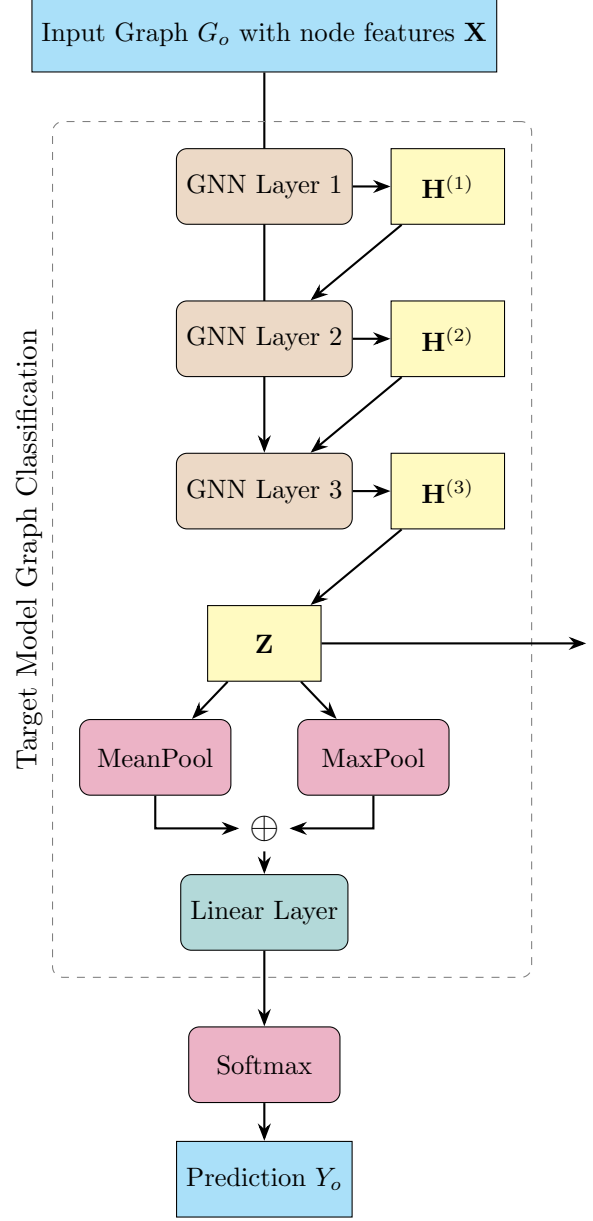 Input Graph G_o with node features X
Target Model Graph Classification
GNN Layer 1
H^(1)
GNN Layer 2
H^(2)
GNN Layer 3
H^(3)
Z
MeanPool
MaxPool
⊕
Linear Layer
Softmax
Prediction Y_o